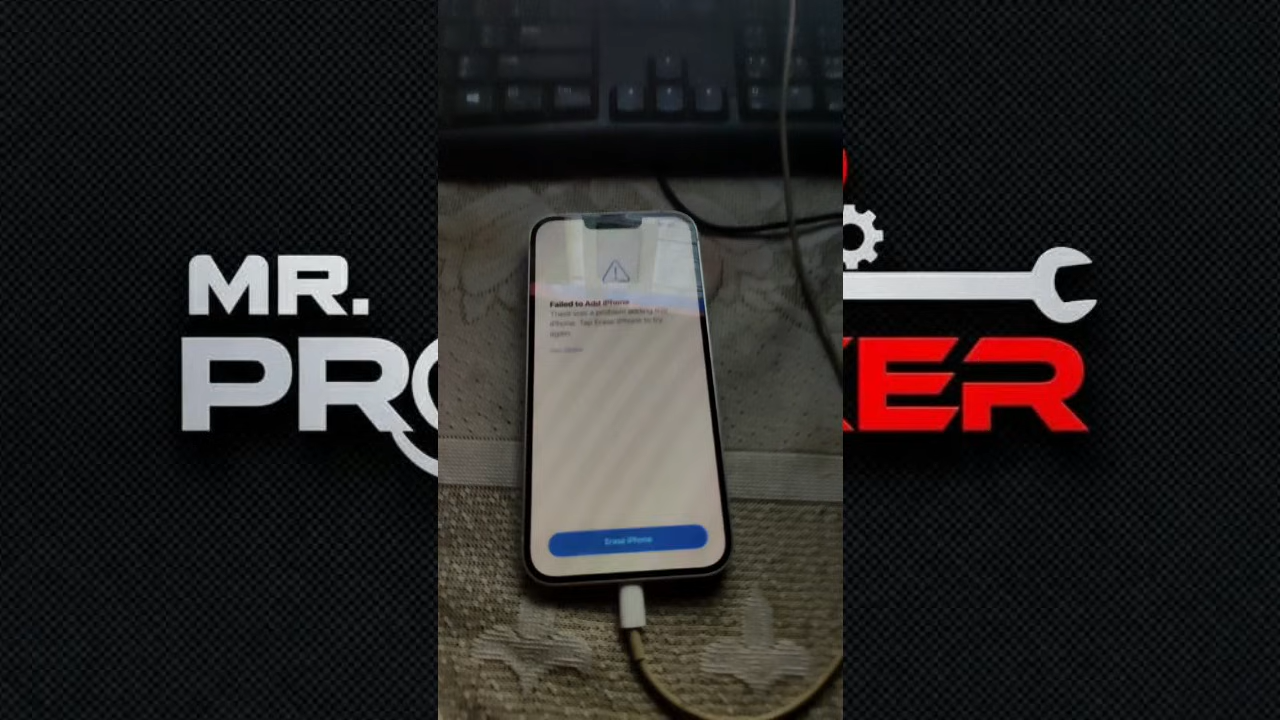 MR.
PRO
KER
Failed to Add iPhone
There was a problem adding this
iPhone. Tap Erase iPhone to try
again.
Erase iPhone